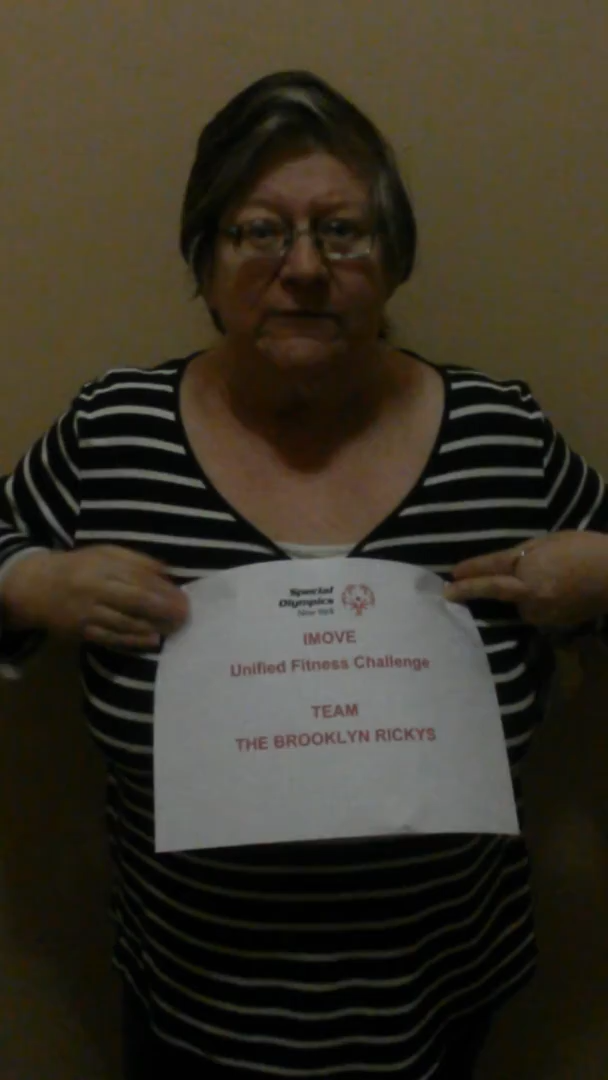 Special
Olympics
New York
IMOVE
Unified Fitness Challenge
TEAM
THE BROOKLYN RICKYS